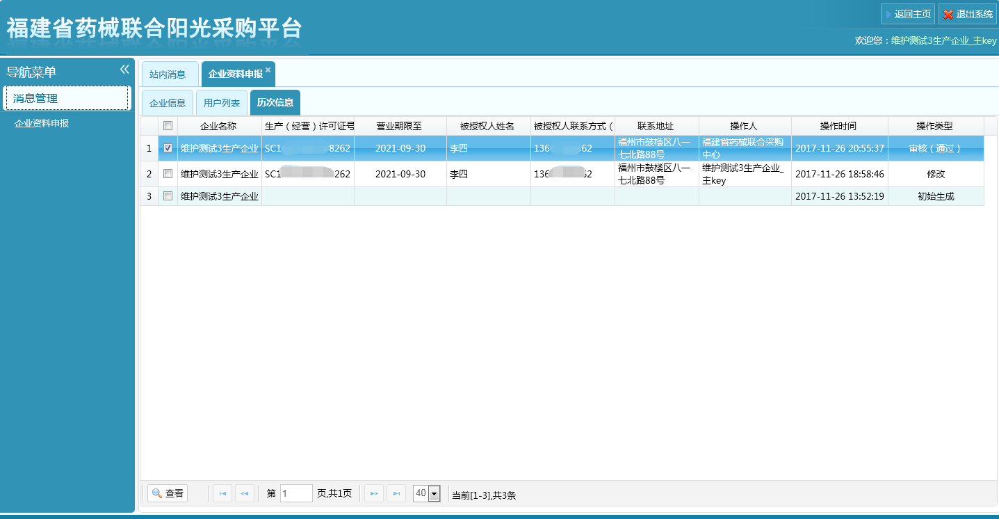 返回主页
退出系统
福建省药械联合阳光采购平台
欢迎您：维护测试3生产企业_主key
导航菜单
消息管理
企业资料申报
站内消息
企业资料申报
企业信息
用户列表
历次信息
企业名称
生产（经营）许可证号
营业期限至
被授权人姓名
被授权人联系方式（
联系地址
操作人
操作时间
操作类型
1
维护测试3生产企业
SC1
8262
2021-09-30
李四
136
62
福州市鼓楼区八一
七北路88号
福建省药械联合采购
中心
2017-11-26 20:55:37
审核（通过）
2
维护测试3生产企业
SC1
262
2021-09-30
李四
136
62
福州市鼓楼区八一
七北路88号
维护测试3生产企业_
主key
2017-11-26 18:58:46
修改
3
维护测试3生产企业
2017-11-26 13:52:19
初始生成
查看
第 1 页,共1页
40
当前[1-3],共3条